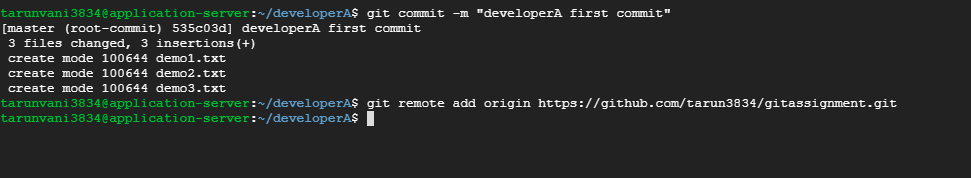 tarunvani3834@application-server:~/developerA$ git commit -m "developerA first commit"
[master (root-commit) 535c03d] developerA first commit
 3 files changed, 3 insertions(+)
 create mode 100644 demo1.txt
 create mode 100644 demo2.txt
 create mode 100644 demo3.txt
tarunvani3834@application-server:~/developerA$ git remote add origin https://github.com/tarun3834/gitassignment.git
tarunvani3834@application-server:~/developerA$